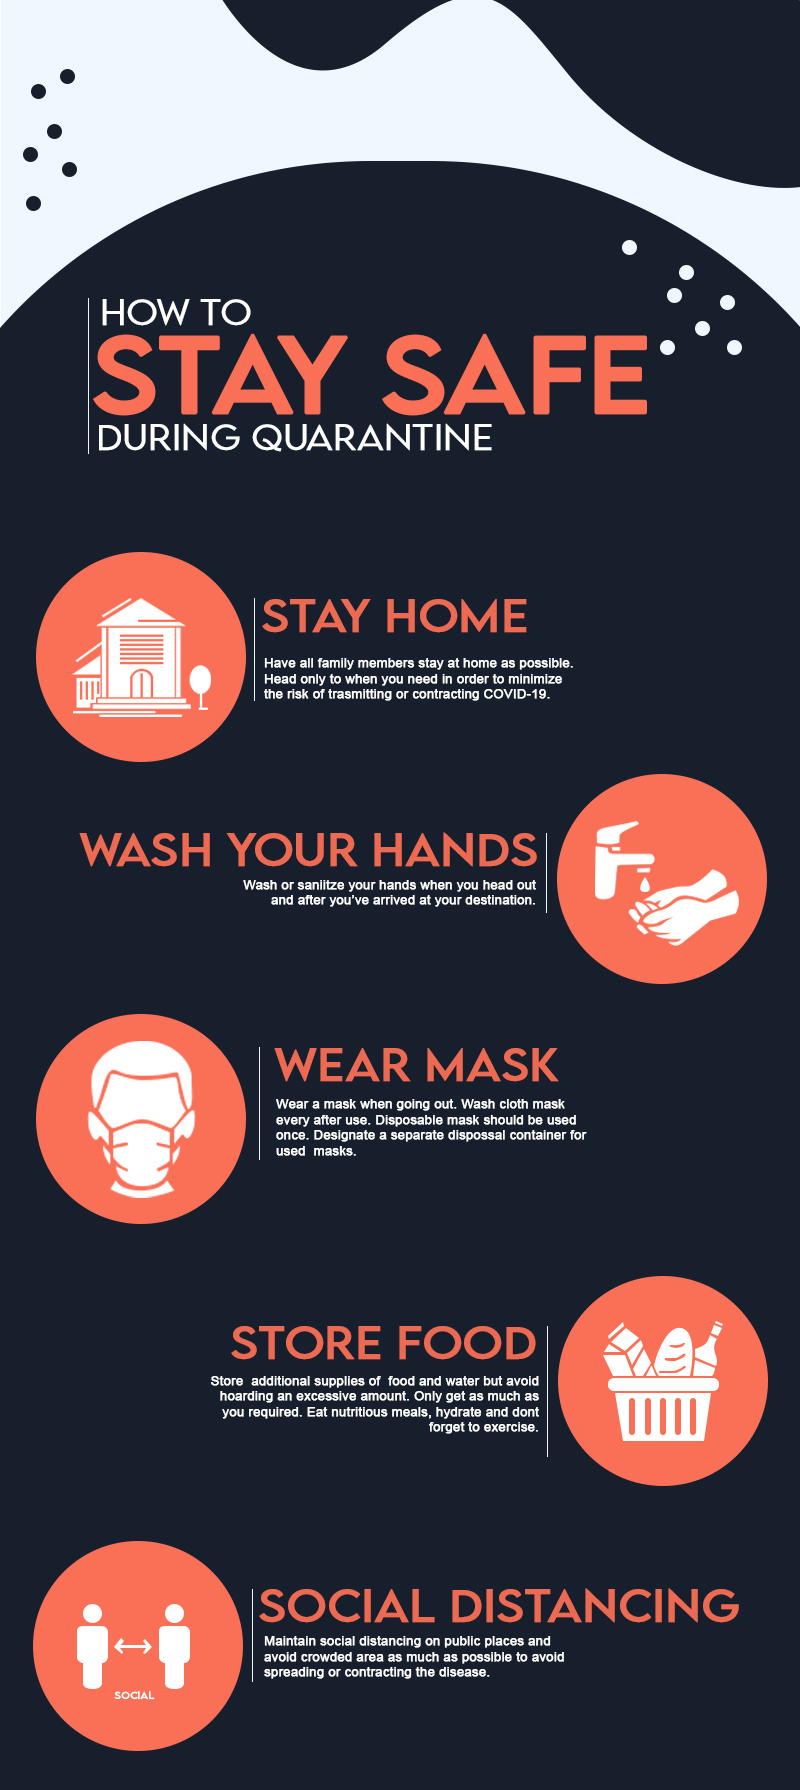 HOW TO
STAY SAFE
DURING QUARANTINE
STAY HOME
Have all family members stay at home as possible.
Head only to when you need in order to minimize
the risk of trasmitting or contracting COVID-19.
WASH YOUR HANDS
Wash or saniitze your hands when you head out
and after you've arrived at your destination.
WEAR MASK
Wear a mask when going out. Wash cloth mask
every after use. Disposable mask should be used
once. Designate a separate dispossal container for
used  masks.
STORE FOOD
Store  additional supplies of  food and water but avoid
hoarding an excessive amount. Only get as much as
you required. Eat nutritious meals, hydrate and dont
forget to exercise.
SOCIAL DISTANCING
Maintain social distancing on public places and
avoid crowded area as much as possible to avoid
spreading or contracting the disease.
SOCIAL